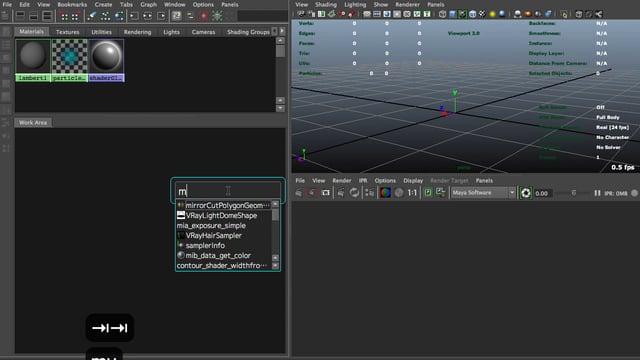 File Edit View Bookmarks Create Tabs Graph Window Options Panels
Materials Textures Utilities Rendering Lights Cameras Shading Groups
lambert1 particle… shaderGl…
Work Area
m
mirrorCutPolygonGeom…
VRayLightDomeShape
mia_exposure_simple
VRayHairSampler
samplerInfo
mib_data_get_color
contour_shader_widthfro…
View Shading Lighting Show Renderer Panels
Verts: 0 0
Edges: 0 0
Faces: 0 0
Tris: 0 0
UVs: 0 0
Particles: 0 0
Viewport 2.0
Backfaces: N/A
Smoothness: N/A
Instance: N/A
Display Layer: N/A
Distance From Camera: N/A
Selected Objects: 0
Off
Full Body
Real [24 fps]
No Character
No Solver
1
0.5 fps
y
y
persp
File View Render IPR Options Display Render Target Panels
1:1 Maya Software 0.00 IPR: 0MB